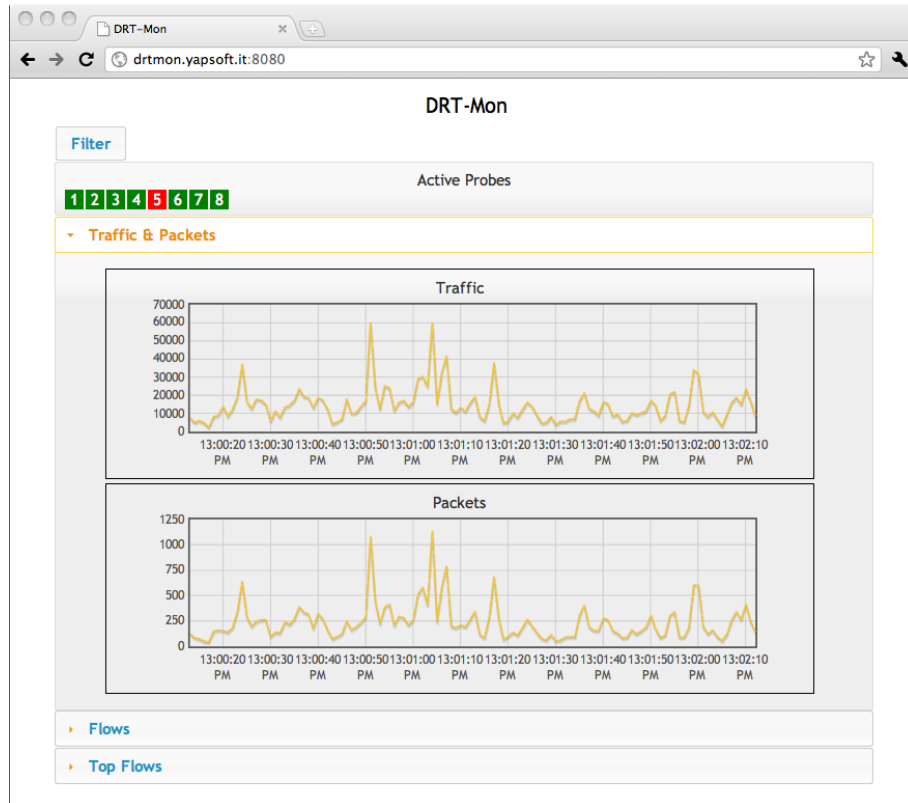 DRT-Mon
drtmon.yapsoft.it:8080
DRT-Mon
Filter
Active Probes
1 2 3 4 5 6 7 8
Traffic & Packets
Traffic
70000
60000
50000
40000
30000
20000
10000
0
13:00:20 13:00:30 13:00:40 13:00:50 13:01:00 13:01:10 13:01:20 13:01:30 13:01:40 13:01:50 13:02:00 13:02:10
PM PM PM PM PM PM PM PM PM PM PM PM
Packets
1250
1000
750
500
250
0
13:00:20 13:00:30 13:00:40 13:00:50 13:01:00 13:01:10 13:01:20 13:01:30 13:01:40 13:01:50 13:02:00 13:02:10
PM PM PM PM PM PM PM PM PM PM PM PM
Flows
Top Flows